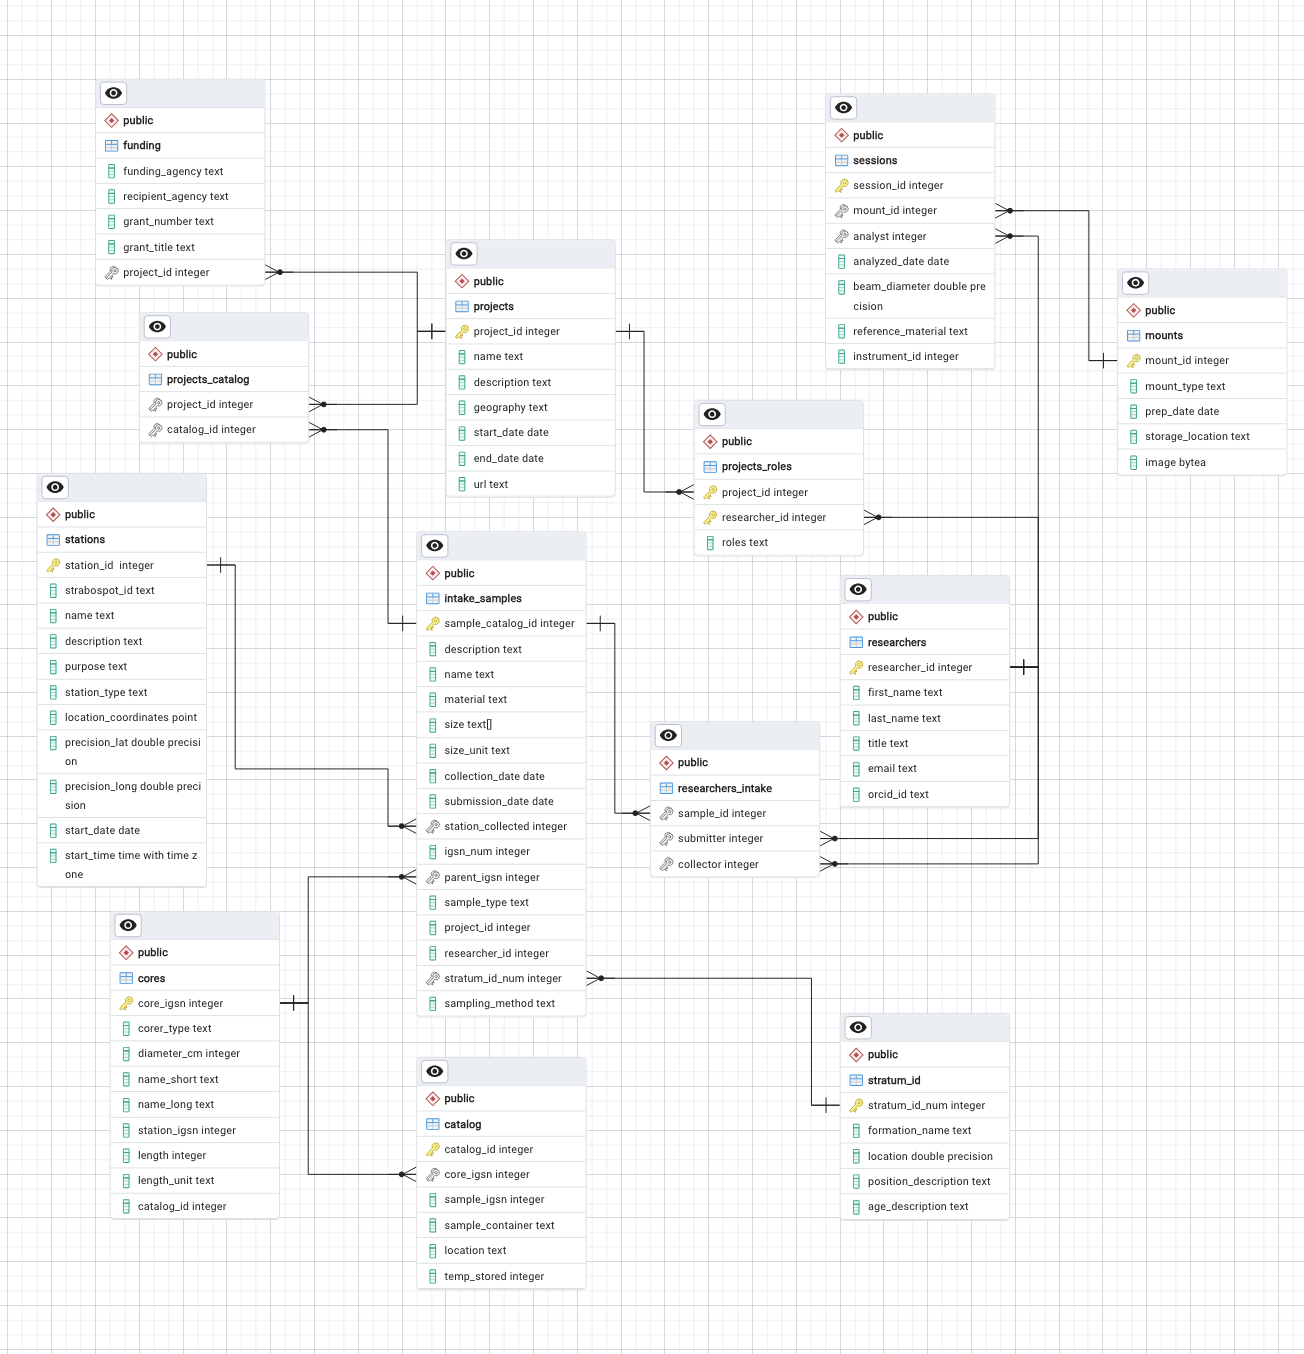 public
funding
funding_agency text
recipient_agency text
grant_number text
grant_title text
project_id integer
public
projects_catalog
project_id integer
catalog_id integer
public
stations
station_id  integer
strabospot_id text
name text
description text
purpose text
station_type text
location_coordinates point
precision_lat double precisi
on
precision_long double preci
sion
start_date date
start_time time with time z
one
public
cores
core_igsn integer
corer_type text
diameter_cm integer
name_short text
name_long text
station_igsn integer
length integer
length_unit text
catalog_id integer
public
projects
project_id integer
name text
description text
geography text
start_date date
end_date date
url text
public
intake_samples
sample_catalog_id integer
description text
name text
material text
size text[]
size_unit text
collection_date date
submission_date date
station_collected integer
igsn_num integer
parent_igsn integer
sample_type text
project_id integer
researcher_id integer
stratum_id_num integer
sampling_method text
public
catalog
catalog_id integer
core_igsn integer
sample_igsn integer
sample_container text
location text
temp_stored integer
public
projects_roles
project_id integer
researcher_id integer
roles text
public
researchers_intake
sample_id integer
submitter integer
collector integer
public
sessions
session_id integer
mount_id integer
analyst integer
analyzed_date date
beam_diameter double pre
cision
reference_material text
instrument_id integer
public
researchers
researcher_id integer
first_name text
last_name text
title text
email text
orcid_id text
public
stratum_id
stratum_id_num integer
formation_name text
location double precision
position_description text
age_description text
public
mounts
mount_id integer
mount_type text
prep_date date
storage_location text
image bytea